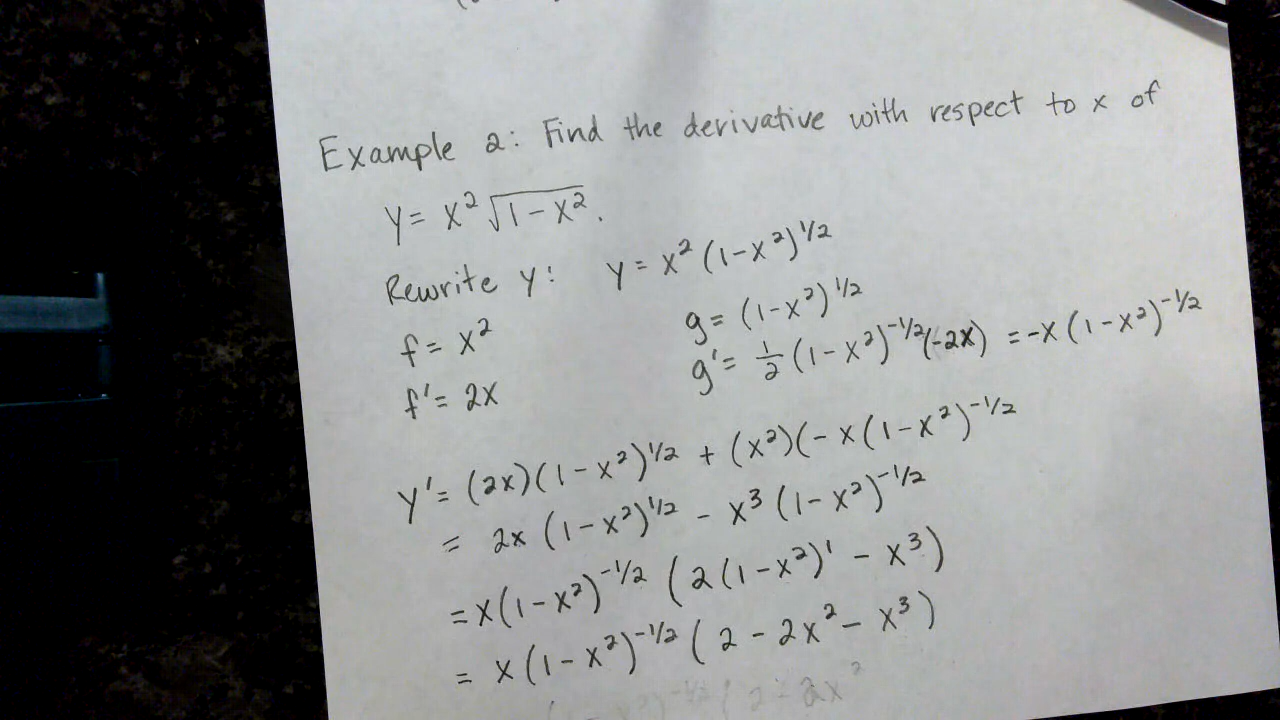 Example 2: Find the derivative with respect to x of
y = x² √(1 - x²).
Rewrite y: y = x² (1-x²)^1/2
f = x² g = (1-x²)^1/2
f' = 2x g' = 1/2 (1-x²)^-1/2 (-2x) = -x (1-x²)^-1/2
y' = (2x)(1-x²)^1/2 + (x²)(-x(1-x²)^-1/2
= 2x (1-x²)^1/2 - x³ (1-x²)^-1/2
= x(1-x²)^-1/2 (2(1-x²)^1 - x³)
= x (1-x²)^-1/2 (2 - 2x² - x³)